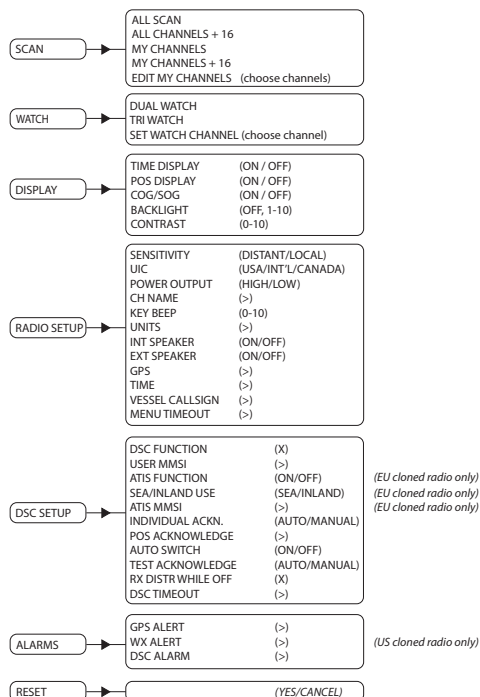 SCAN
ALL SCAN
ALL CHANNELS + 16
MY CHANNELS
MY CHANNELS + 16
EDIT MY CHANNELS (choose channels)
WATCH
DUAL WATCH
TRI WATCH
SET WATCH CHANNEL (choose channel)
DISPLAY
TIME DISPLAY (ON / OFF)
POS DISPLAY (ON / OFF)
COG/SOG (ON / OFF)
BACKLIGHT (OFF, 1-10)
CONTRAST (0-10)
RADIO SETUP
SENSITIVITY (DISTANT/LOCAL)
UIC (USA/INT'L/CANADA)
POWER OUTPUT (HIGH/LOW)
CH NAME (>)
KEY BEEP (0-10)
UNITS (>)
INT SPEAKER (ON/OFF)
EXT SPEAKER (ON/OFF)
GPS (>)
TIME (>)
VESSEL CALLSIGN (>)
MENU TIMEOUT (>)
DSC SETUP
DSC FUNCTION (X)
USER MMSI (>)
ATIS FUNCTION (ON/OFF) (EU cloned radio only)
SEA/INLAND USE (SEA/INLAND) (EU cloned radio only)
ATIS MMSI (>) (EU cloned radio only)
INDIVIDUAL ACKN. (AUTO/MANUAL)
POS ACKNOWLEDGE (>)
AUTO SWITCH (ON/OFF)
TEST ACKNOWLEDGE (AUTO/MANUAL)
RX DISTR WHILE OFF (X)
DSC TIMEOUT (>)
ALARMS
GPS ALERT (>)
WX ALERT (>) (US cloned radio only)
DSC ALARM (>)
RESET
(YES/CANCEL)